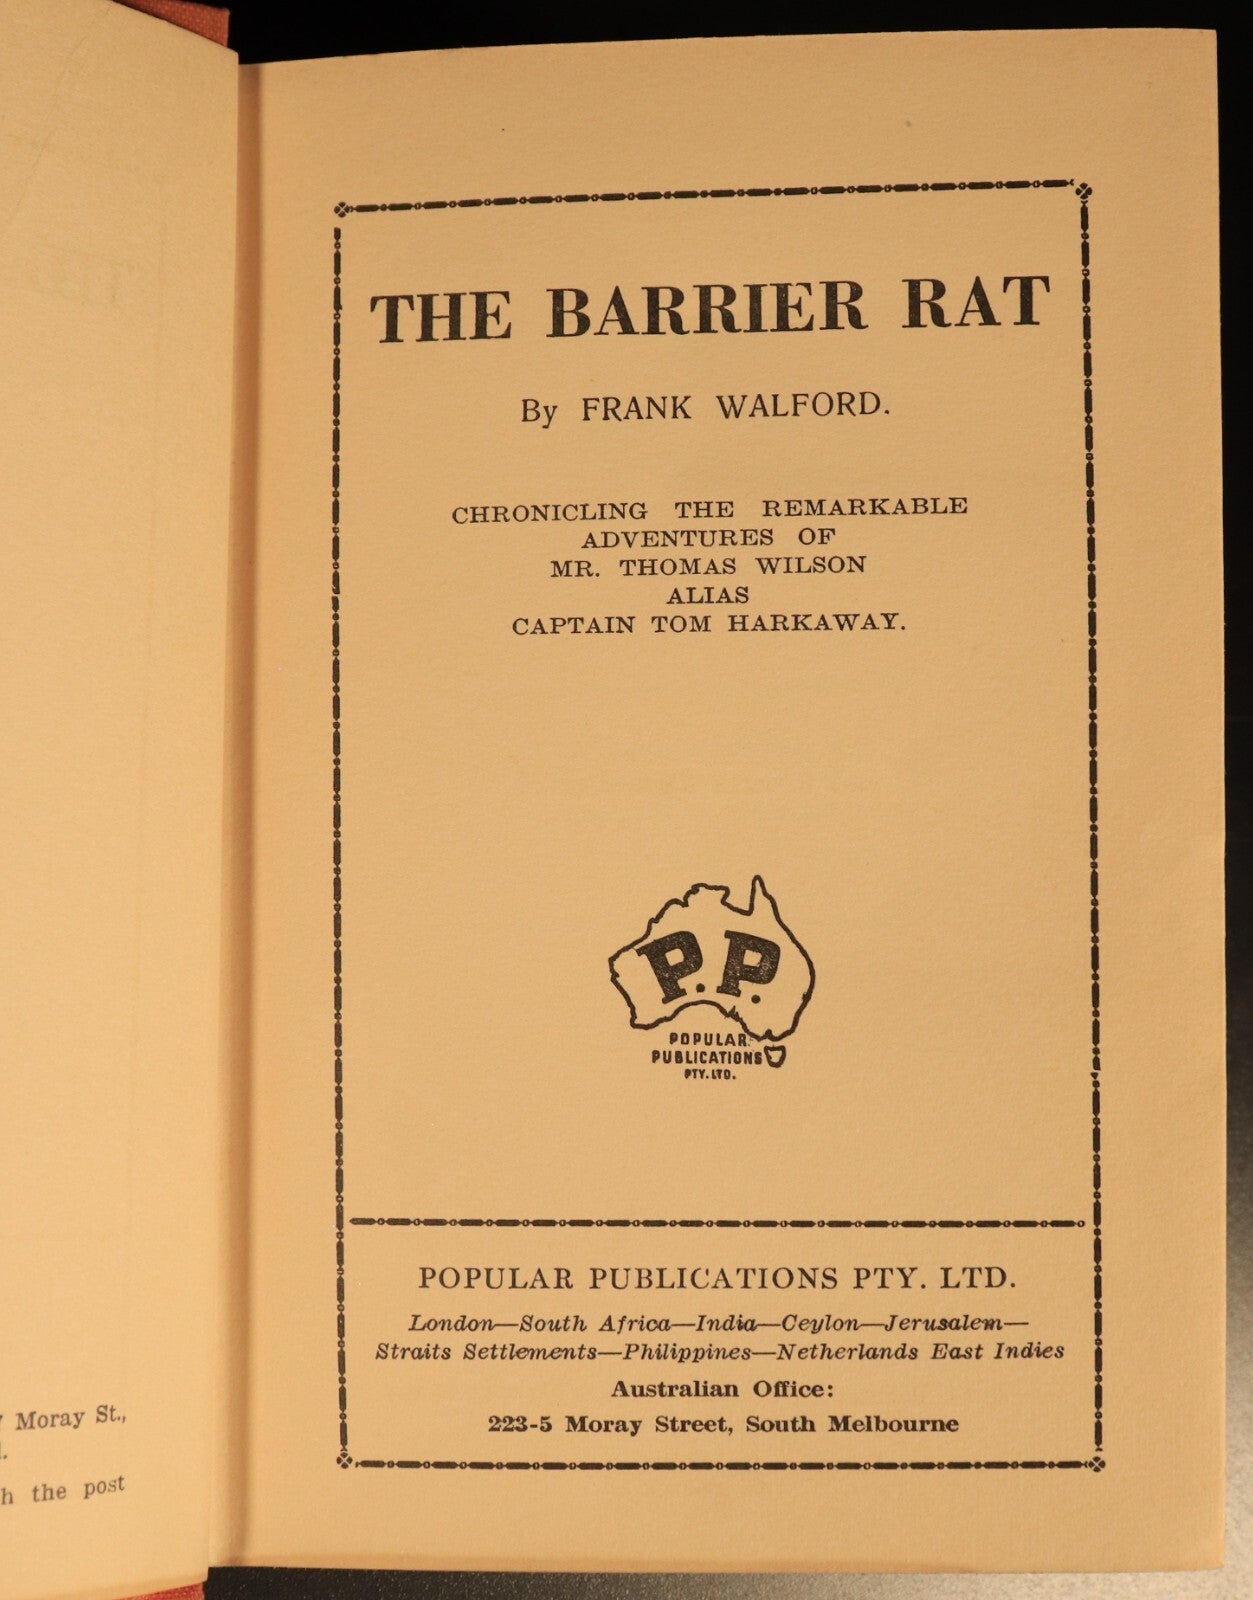 THE BARRIER RAT
By FRANK WALFORD.
CHRONICLING THE REMARKABLE
ADVENTURES OF
MR. THOMAS WILSON
ALIAS
CAPTAIN TOM HARKAWAY.
P.P.
POPULAR
PUBLICATIONS
PTY. LTD.
POPULAR PUBLICATIONS PTY. LTD.
London—South Africa—India—Ceylon—Jerusalem—
Straits Settlements—Philippines—Netherlands East Indies
Australian Office:
223-5 Moray Street, South Melbourne
Moray St.,
the post